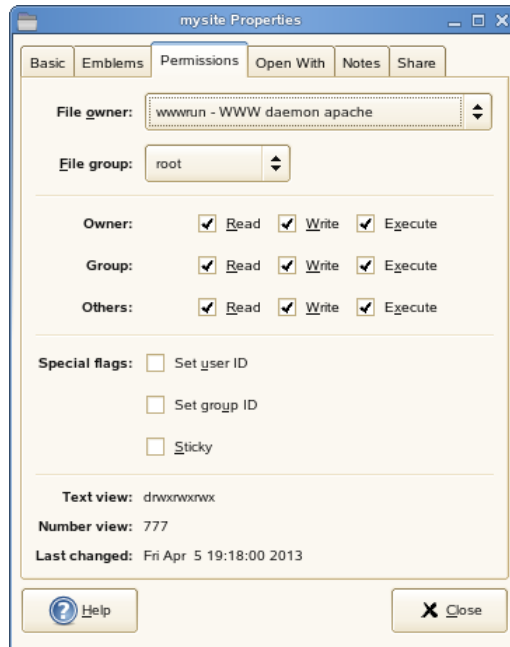 mysite Properties
Basic Emblems Permissions Open With Notes Share
File owner: wwwrun - WWW daemon apache
File group: root
Owner: Read Write Execute
Group: Read Write Execute
Others: Read Write Execute
Special flags: Set user ID
Set group ID
Sticky
Text view: drwxrwxrwx
Number view: 777
Last changed: Fri Apr 5 19:18:00 2013
Help Close